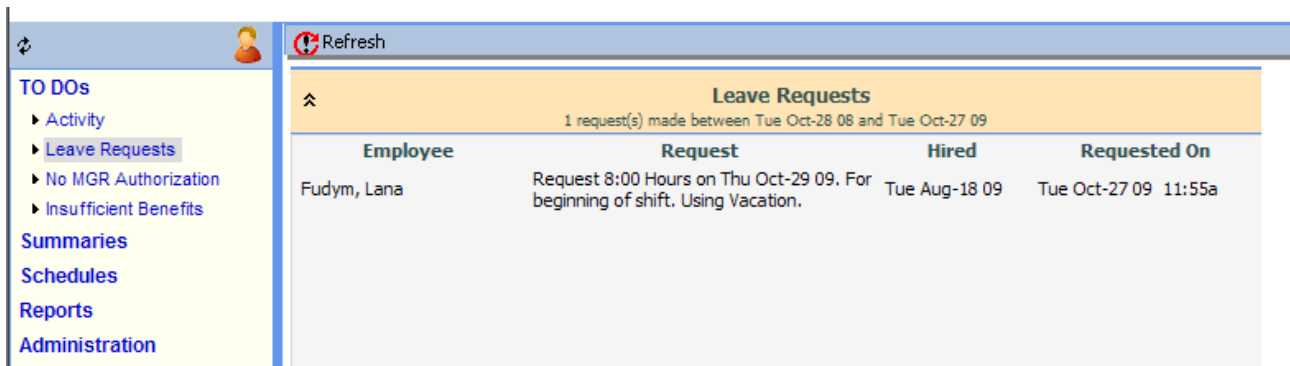 Refresh
TO DOs
Activity
Leave Requests
No MGR Authorization
Insufficient Benefits
Summaries
Schedules
Reports
Administration
Leave Requests
1 request(s) made between Tue Oct-28 08 and Tue Oct-27 09
Employee Request Hired Requested On
Fudym, Lana Request 8:00 Hours on Thu Oct-29 09. For beginning of shift. Using Vacation. Tue Aug-18 09 Tue Oct-27 09 11:55a